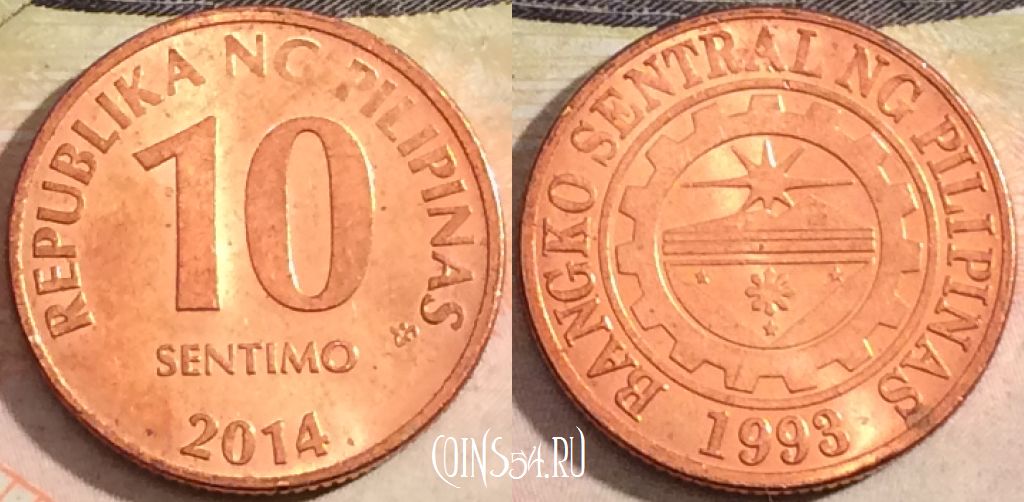 REPUBLIKA NG PILIPINAS
10
SENTIMO
2014
BANGKO SENTRAL NG PILIPINAS
1993
COINS54.RU